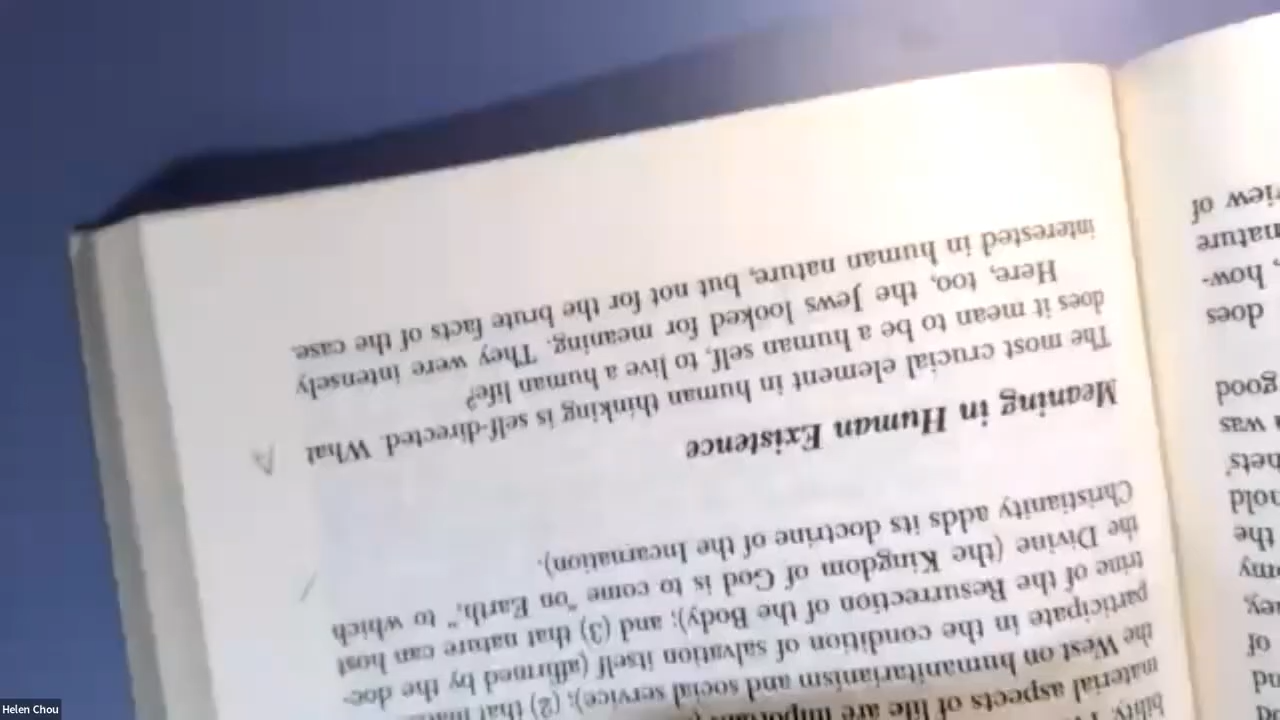 bility,
material aspects of life are important
the West on humanitarianism and social service); (2) that
participate in the condition of salvation itself (affirmed by the doc-
trine of the Resurrection of the Body); and (3) that nature can host
the Divine (the Kingdom of God is to come "on Earth," to which
Christianity adds its doctrine of the Incarnation).
Meaning in Human Existence
The most crucial element in human thinking is self-directed. What
does it mean to be a human self, to live a human life?
Here, too, the Jews looked for meaning. They were intensely
interested in human nature, but not for the brute facts of the case.
of
the
hold
was
good
does
how-
nature
of
Helen Chou